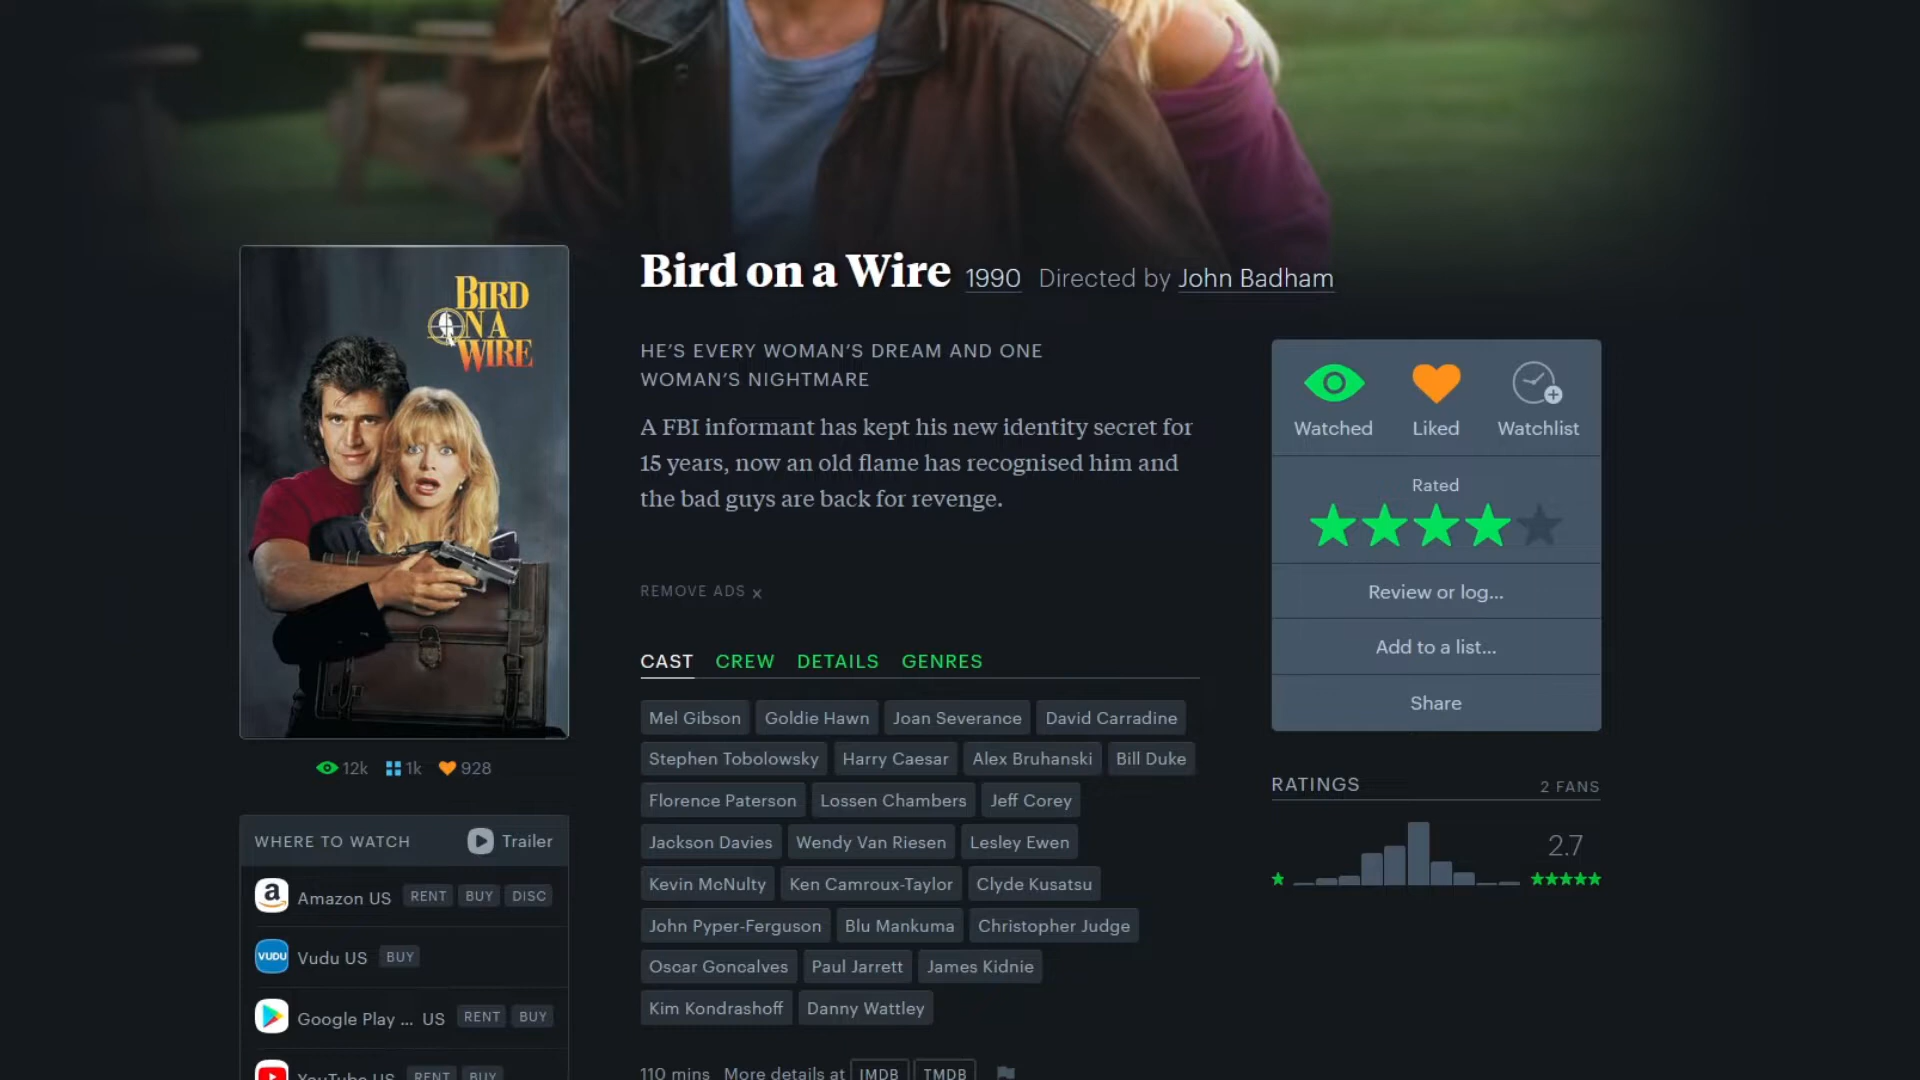 Bird on a Wire 1990 Directed by John Badham
BIRD
ON A
WIRE
HE'S EVERY WOMAN'S DREAM AND ONE
WOMAN'S NIGHTMARE
A FBI informant has kept his new identity secret for
15 years, now an old flame has recognised him and
the bad guys are back for revenge.
REMOVE ADS x
CAST CREW DETAILS GENRES
Mel Gibson Goldie Hawn Joan Severance David Carradine
Stephen Tobolowsky Harry Caesar Alex Bruhanski Bill Duke
Florence Paterson Lossen Chambers Jeff Corey
Jackson Davies Wendy Van Riesen Lesley Ewen
Kevin McNulty Ken Camroux-Taylor Clyde Kusatsu
John Pyper-Ferguson Blu Mankuma Christopher Judge
Oscar Goncalves Paul Jarrett James Kidnie
Kim Kondrashoff Danny Wattley
110 mins More details at IMDB TMDB
12k 1k 928
WHERE TO WATCH Trailer
a Amazon US RENT BUY DISC
VUDU Vudu US BUY
Google Play ... US RENT BUY
YouTube US RENT BUY
Watched Liked Watchlist
Rated
Review or log...
Add to a list...
Share
RATINGS 2 FANS
2.7